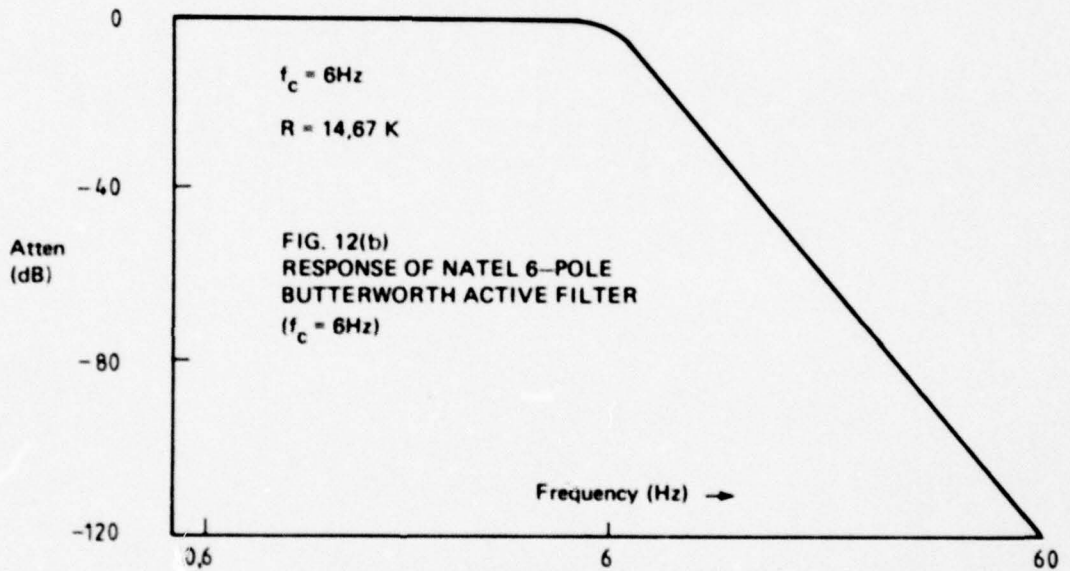 0
f_c = 6Hz
R = 14,67 K
-40
Atten
(dB)
FIG. 12(b)
RESPONSE OF NATEL 6-POLE
BUTTERWORTH ACTIVE FILTER
(f_c = 6Hz)
-80
Frequency (Hz) →
-120
0,6
6
60